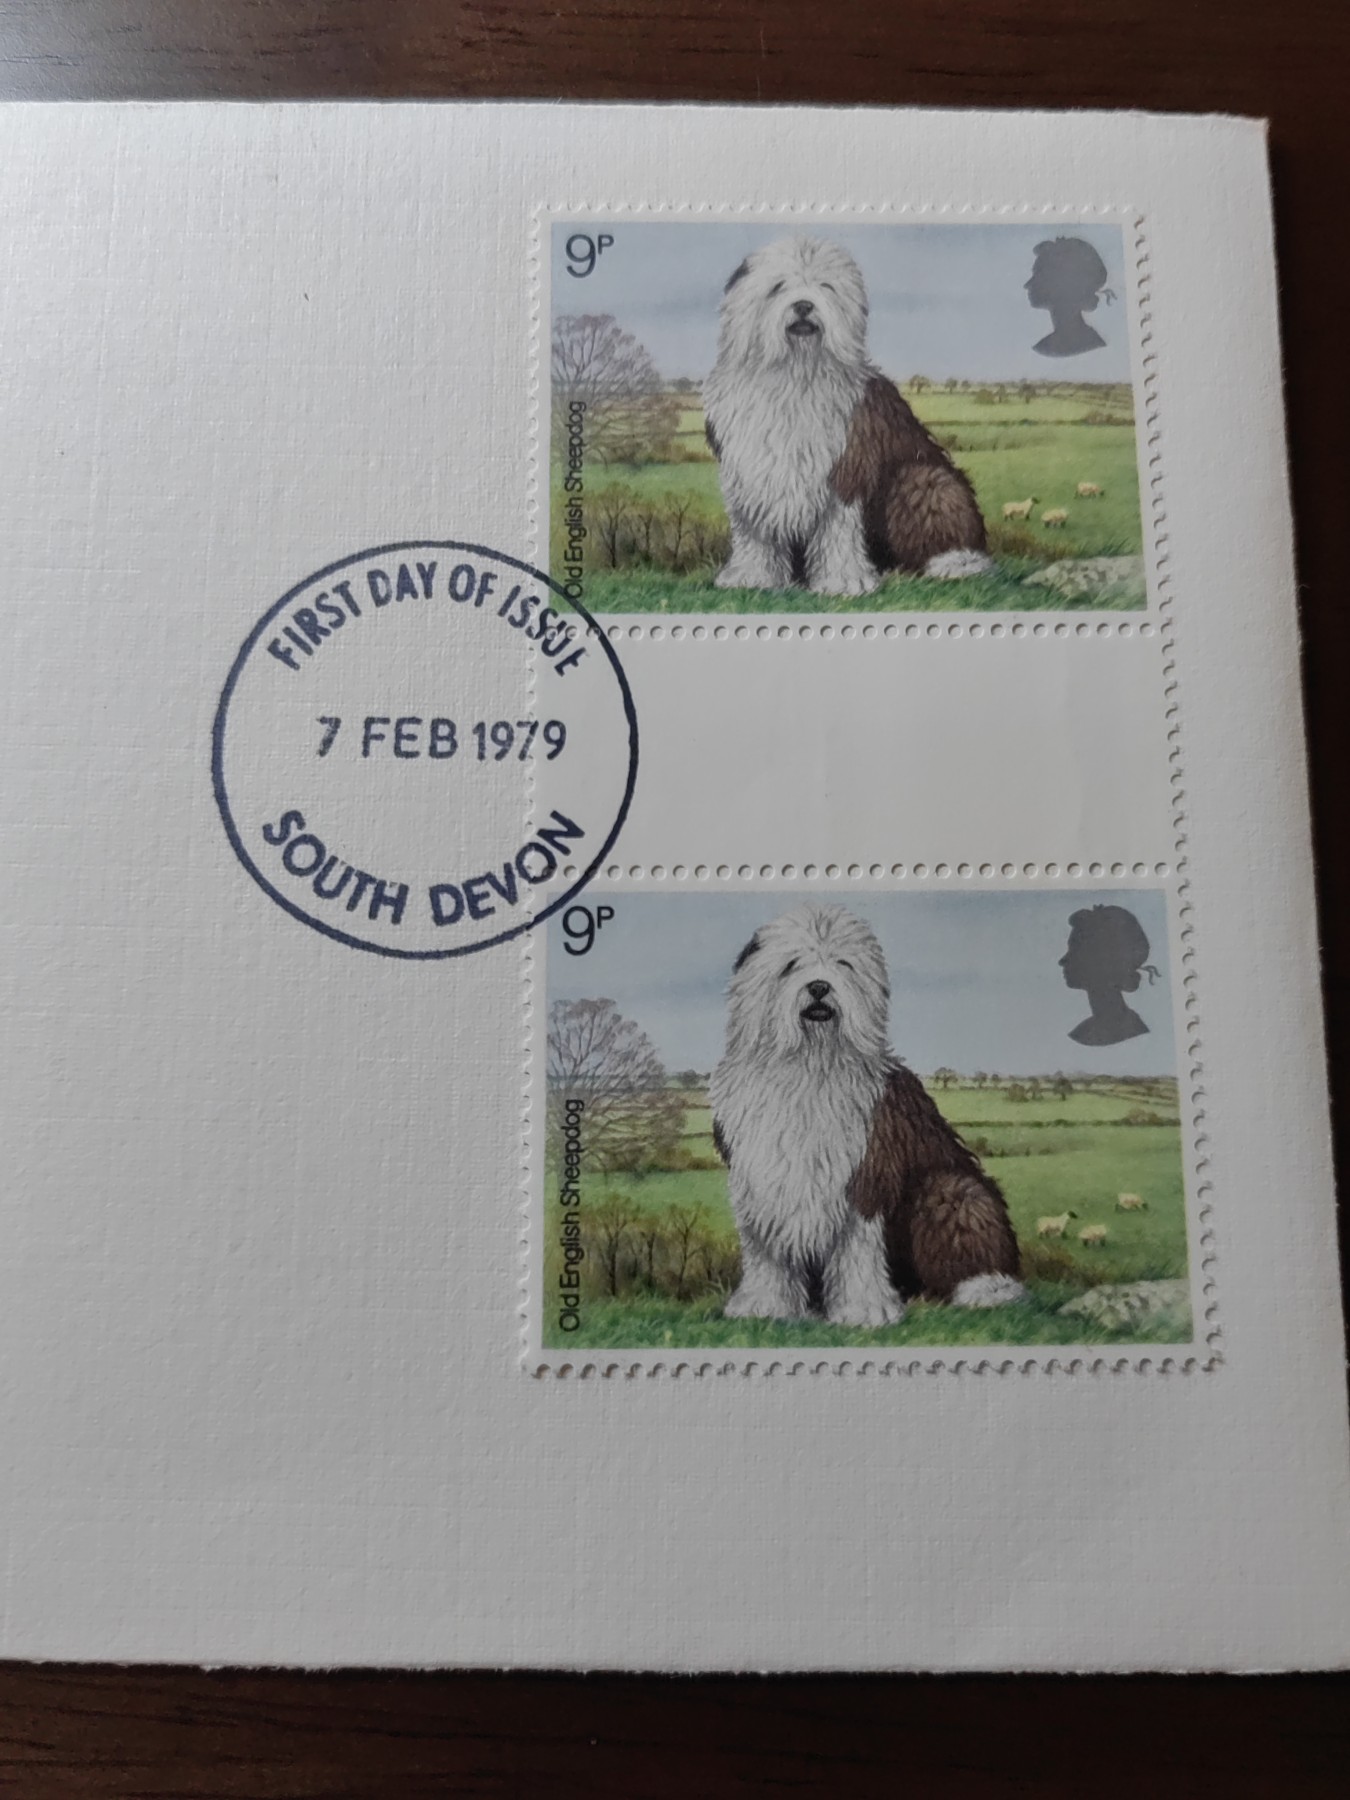 9P
Old English Sheepdog
FIRST DAY OF ISSUE
7 FEB 1979
SOUTH DEVON
9P
Old English Sheepdog